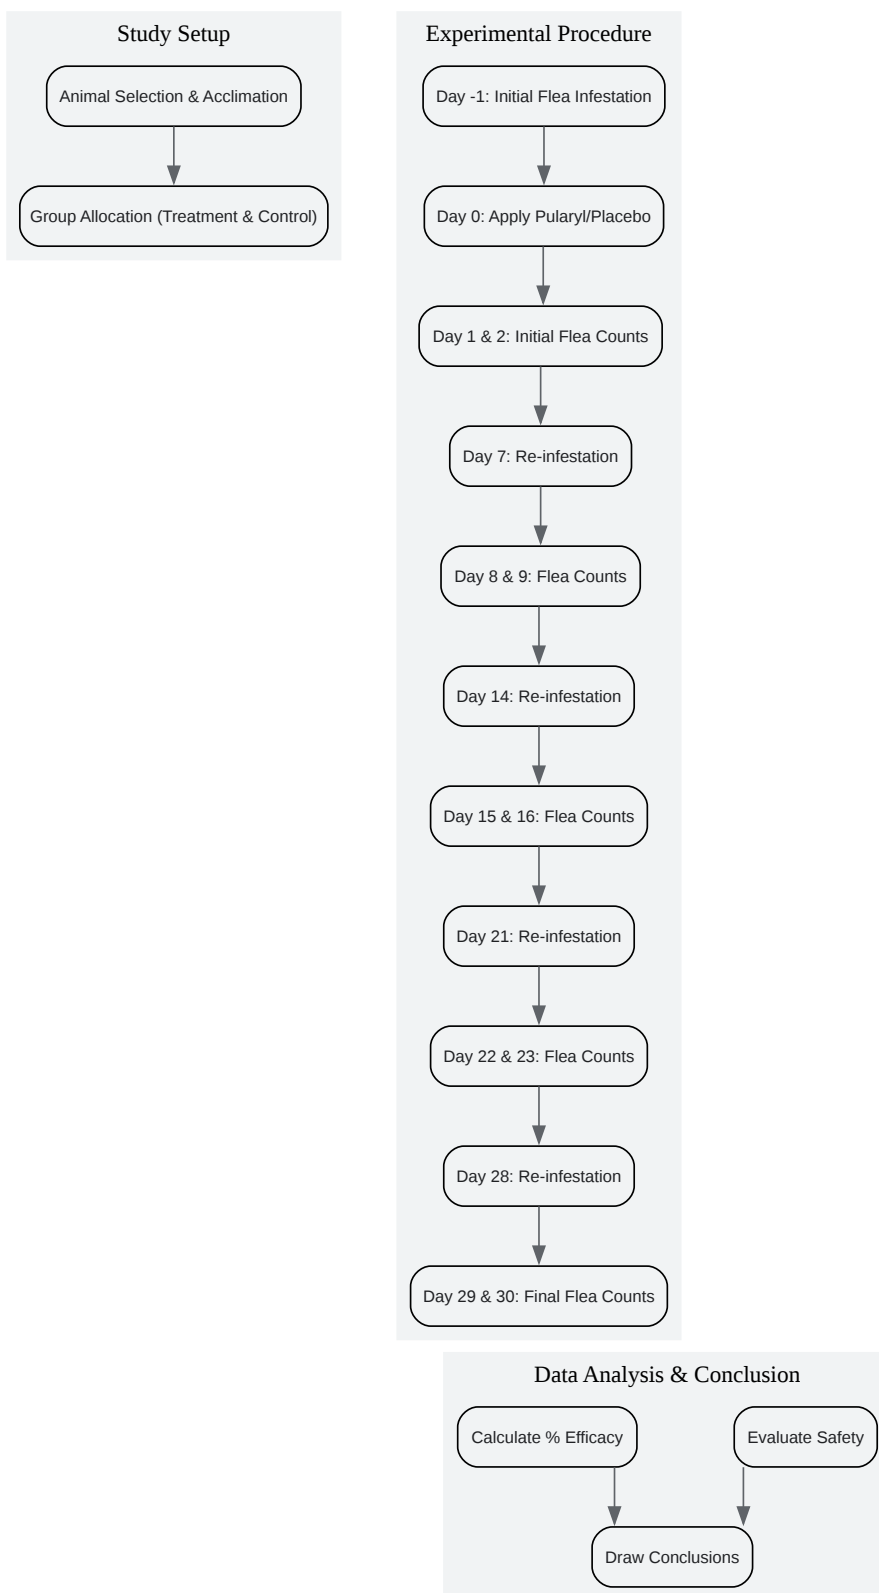 Study Setup
Animal Selection & Acclimation
Group Allocation (Treatment & Control)
Experimental Procedure
Day -1: Initial Flea Infestation
Day 0: Apply Pularyl/Placebo
Day 1 & 2: Initial Flea Counts
Day 7: Re-infestation
Day 8 & 9: Flea Counts
Day 14: Re-infestation
Day 15 & 16: Flea Counts
Day 21: Re-infestation
Day 22 & 23: Flea Counts
Day 28: Re-infestation
Day 29 & 30: Final Flea Counts
Data Analysis & Conclusion
Calculate % Efficacy
Evaluate Safety
Draw Conclusions